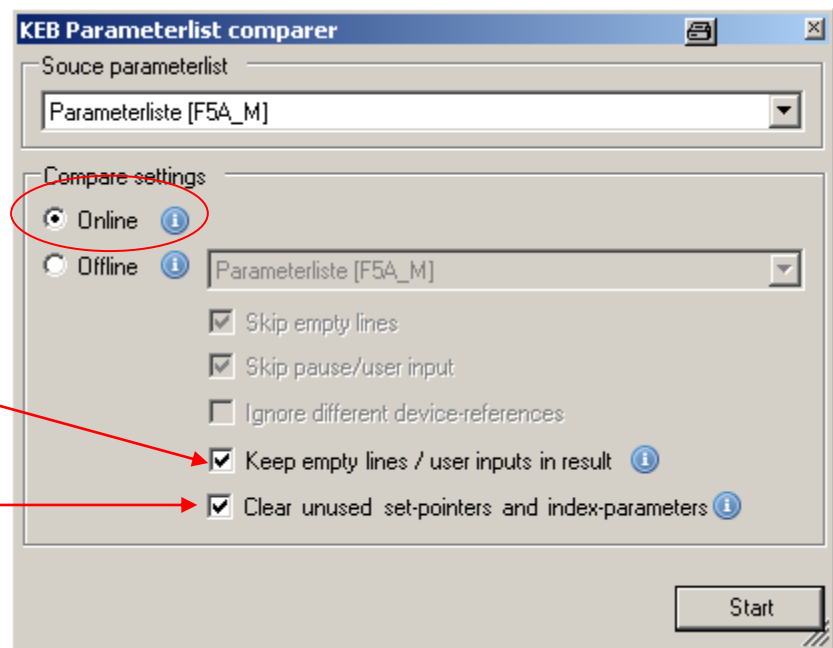 KEB Parameterlist comparer
Souce parameterlist
Parameterliste [F5A_M]
Compare settings
Online
Offline
Parameterliste [F5A_M]
Skip empty lines
Skip pause/user input
Ignore different device-references
Keep empty lines / user inputs in result
Clear unused set-pointers and index-parameters
Start